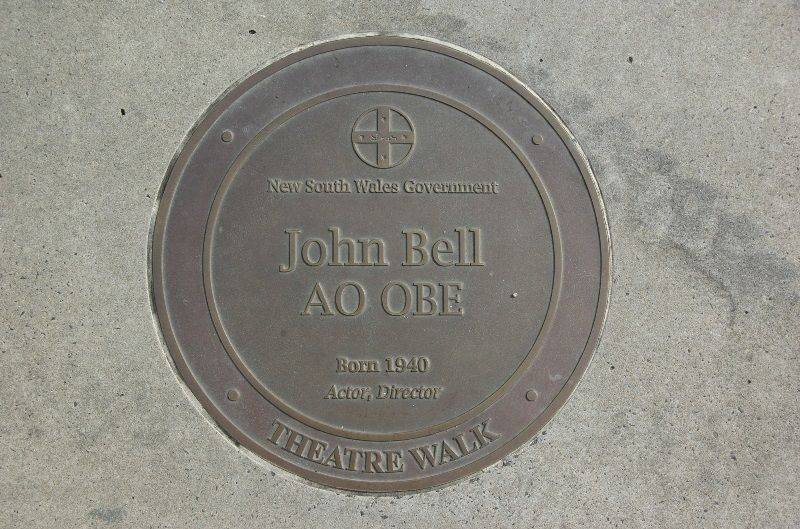 New South Wales Government
John Bell
AO OBE
Born 1940
Actor, Director
THEATRE WALK